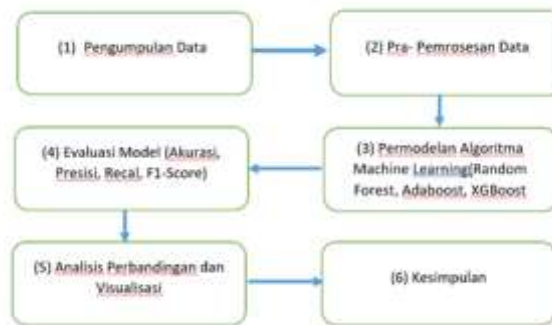 (1) Pengumpulan Data
(2) Pra- Pemrosesan Data
(3) Permodelan Algoritma
Machine Learning(Random
Forest, Adaboost, XGBoost
(4) Evaluasi Model (Akurasi,
Presisi, Recal, F1-Score)
(5) Analisis Perbandingan dan
Visualisasi
(6) Kesimpulan